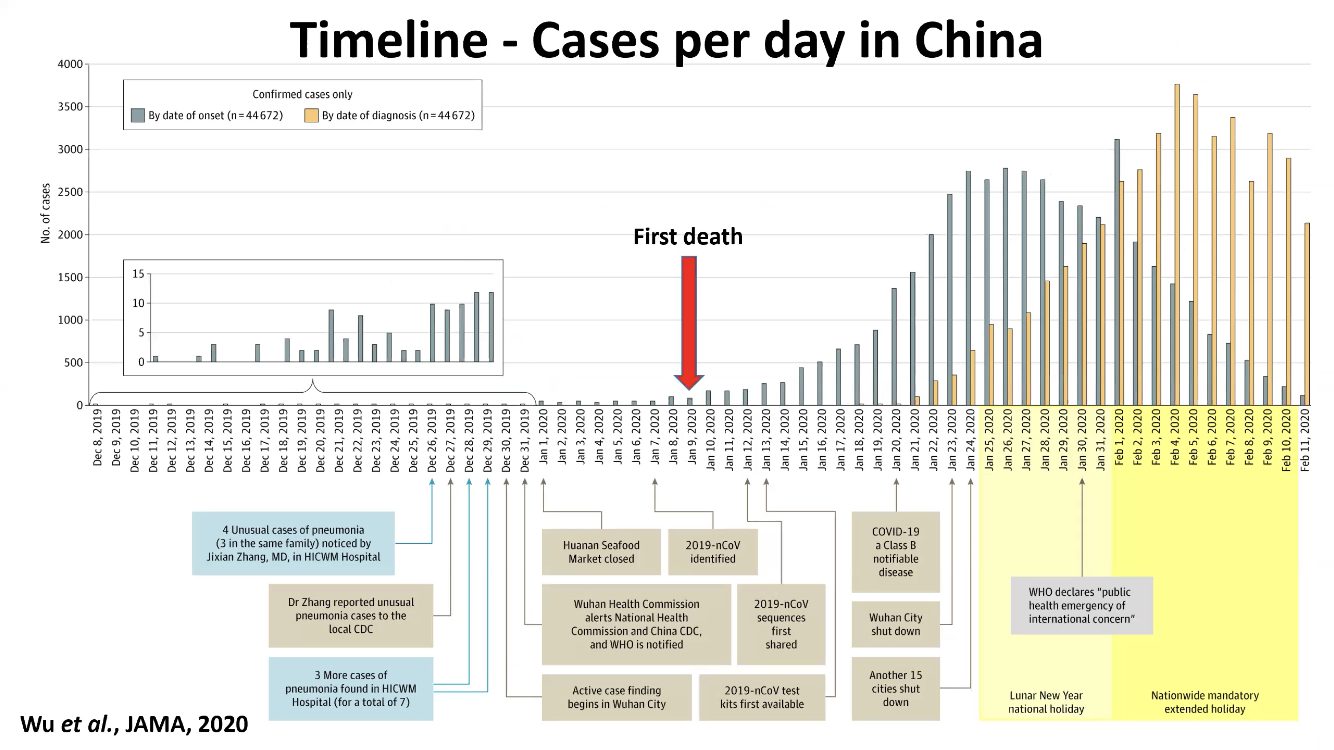 Timeline - Cases per day in China
4000
3500
3000
2500
2000
1500
1000
500
0
No. of cases
Confirmed cases only
By date of onset (n = 44 672)
By date of diagnosis (n = 44 672)
First death
15
10
5
0
Dec 8, 2019
Dec 9, 2019
Dec 10, 2019
Dec 11, 2019
Dec 12, 2019
Dec 13, 2019
Dec 14, 2019
Dec 15, 2019
Dec 16, 2019
Dec 17, 2019
Dec 18, 2019
Dec 19, 2019
Dec 20, 2019
Dec 21, 2019
Dec 22, 2019
Dec 23, 2019
Dec 24, 2019
Dec 25, 2019
Dec 26, 2019
Dec 27, 2019
Dec 28, 2019
Dec 29, 2019
Dec 30, 2019
Dec 31, 2019
Jan 1, 2020
Jan 2, 2020
Jan 3, 2020
Jan 4, 2020
Jan 5, 2020
Jan 6, 2020
Jan 7, 2020
Jan 8, 2020
Jan 9, 2020
Jan 10, 2020
Jan 11, 2020
Jan 12, 2020
Jan 13, 2020
Jan 14, 2020
Jan 15, 2020
Jan 16, 2020
Jan 17, 2020
Jan 18, 2020
Jan 19, 2020
Jan 20, 2020
Jan 21, 2020
Jan 22, 2020
Jan 23, 2020
Jan 24, 2020
Jan 25, 2020
Jan 26, 2020
Jan 27, 2020
Jan 28, 2020
Jan 29, 2020
Jan 30, 2020
Jan 31, 2020
Feb 1, 2020
Feb 2, 2020
Feb 3, 2020
Feb 4, 2020
Feb 5, 2020
Feb 6, 2020
Feb 7, 2020
Feb 8, 2020
Feb 9, 2020
Feb 10, 2020
Feb 11, 2020
4 Unusual cases of pneumonia
(3 in the same family) noticed by
Jixian Zhang, MD, in HICWM Hospital
Dr Zhang reported unusual
pneumonia cases to the
local CDC
3 More cases of
pneumonia found in HICWM
Hospital (for a total of 7)
Huanan Seafood
Market closed
2019-nCoV
identified
Wuhan Health Commission
alerts National Health
Commission and China CDC,
and WHO is notified
2019-nCoV
sequences
first
shared
Active case finding
begins in Wuhan City
2019-nCoV test
kits first available
COVID-19
a Class B
notifiable
disease
Wuhan City
shut down
Another 15
cities shut
down
WHO declares "public
health emergency of
international concern"
Lunar New Year
national holiday
Nationwide mandatory
extended holiday
Wu et al., JAMA, 2020